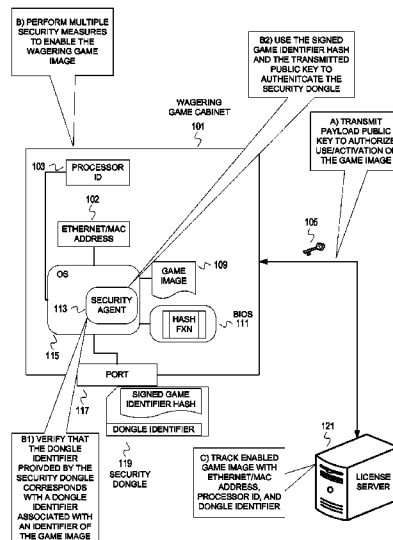 B) PERFORM MULTIPLE
SECURITY MEASURES
TO ENABLE THE
WAGERING GAME
IMAGE
B2) USE THE SIGNED
GAME IDENTIFIER HASH
AND THE TRANSMITTED
PUBLIC KEY TO
AUTHENITCATE THE
SECURITY DONGLE
WAGERING
GAME CABINET
101
A) TRANSMIT
PAYLOAD PUBLIC
KEY TO AUTHORIZE
USE/ACTIVATION OF
THE GAME IMAGE
103
PROCESSOR
ID
102
ETHERNET/MAC
ADDRESS
105
OS
109
GAME
IMAGE
113
SECURITY
AGENT
HASH
FXN
BIOS
111
115
PORT
117
SIGNED GAME
IDENTIFIER HASH
DONGLE IDENTIFIER
119
SECURITY
DONGLE
B1) VERIFY THAT
THE DONGLE
IDENTIFIER
PROVIDED BY THE
SECURITY DONGLE
CORRESPONDS
WITH A DONGLE
IDENTIFIER
ASSOCIATED WITH
AN IDENTIFIER OF
THE GAME IMAGE
C) TRACK ENABLED
GAME IMAGE WITH
ETHERNET/MAC
ADDRESS,
PROCESSOR ID, AND
DONGLE IDENTIFIER
121
LICENSE
SERVER